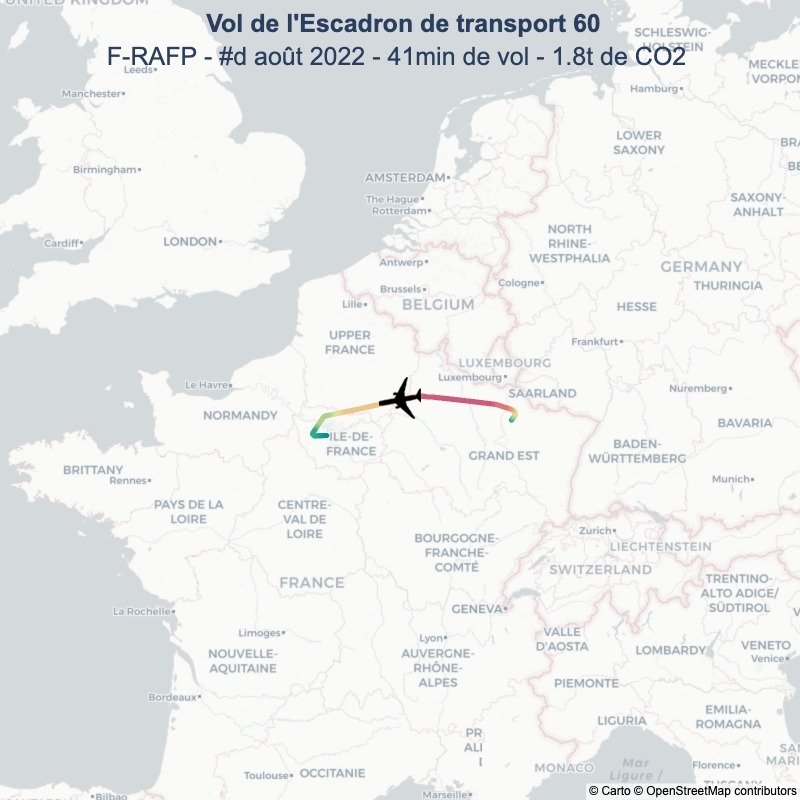 UNITED KINGDOM
Vol de l'Escadron de transport 60
F-RAFP - #d août 2022 - 41min de vol - 1.8t de CO2
SCHLESWIG-
HOLSTEIN
Leeds
Manchester
Hamburg
Birmingham
LOWER
SAXONY
AMSTERDAM
The Hague
Rotterdam
SAXONY-
ANHALT
Cardiff
LONDON
NORTH
RHINE-
WESTPHALIA
Antwerp
Brussels
BELGIUM
Cologne
GERMANY
THURINGIA
Lille
HESSE
UPPER
FRANCE
Frankfurt
LUXEMBOURG
Luxembourg
Le Havre
SAARLAND
Nuremberg
NORMANDY
BAVARIA
ILE-DE-
FRANCE
GRAND EST
BADEN-
WÜRTTEMBERG
BRITTANY
Rennes
Munich
PAYS DE LA
LOIRE
CENTRE-
VAL DE
LOIRE
BOURGOGNE-
FRANCHE-
COMTÉ
Zurich
LIECHTENSTEIN
SWITZERLAND
FRANCE
TRENTINO-
ALTO ADIGE/
SÜDTIROL
La Rochelle
GENEVA
Limoges
Lyon
VALLE
D'AOSTA
NOUVELLE-
AQUITAINE
AUVERGNE-
RHÔNE-
ALPES
LOMBARDY
VENETO
Venice
Bordeaux
PIEMONTE
EMILIA-
ROMAGNA
LIGURIA
MONACO
Mar
Ligure /
Florence
Toulouse
OCCITANIE
Bilbao
Marseille
© Carto © OpenStreetMap contributors